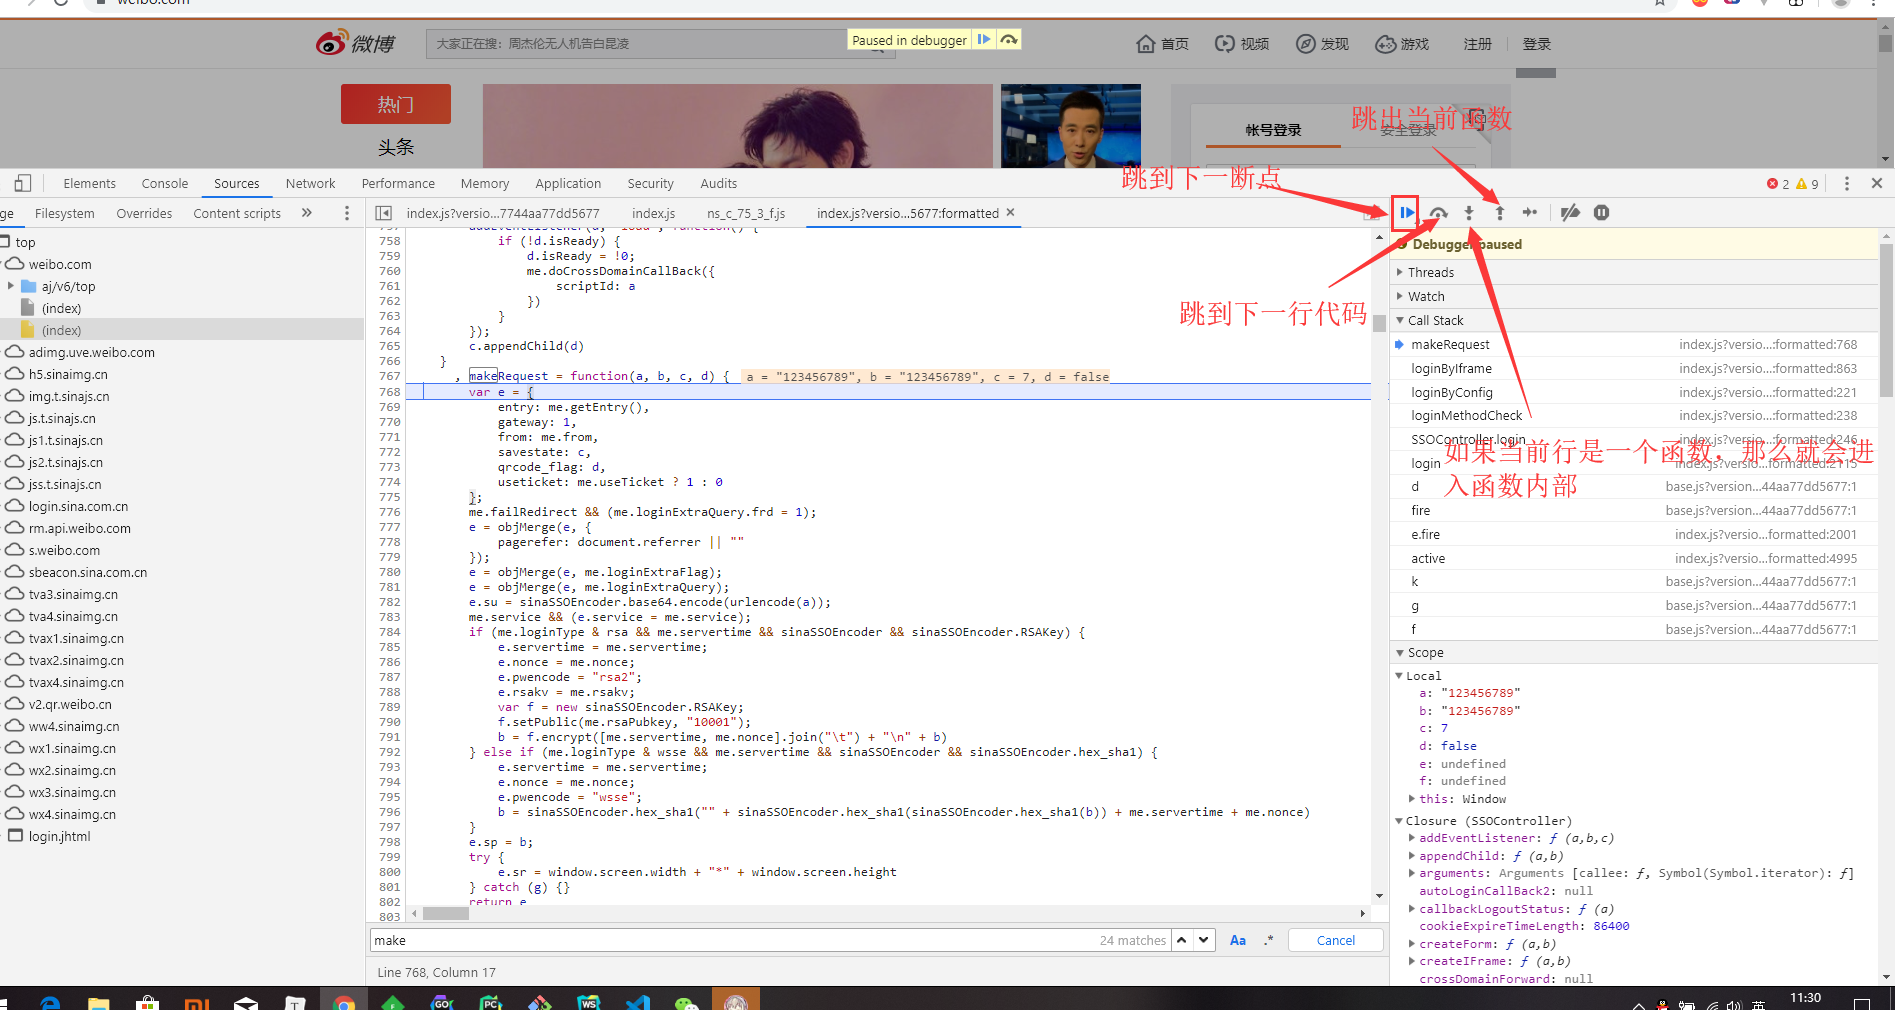 weibo.com
微博
大家正在搜：周杰伦无人机告白昆凌
Paused in debugger
首页
视频
发现
游戏
注册
登录
热门
头条
帐号登录
安全登录
跳出当前函数
跳到下一断点
跳到下一行代码
如果当前行是一个函数，那么就会进
入函数内部
Elements Console Sources Network Performance Memory Application Security Audits
2 9
ge Filesystem Overrides Content scripts
index.js?versio...7744aa77dd5677 index.js ns_c_75_3_f.js index.js?versio...5677:formatted
top
weibo.com
aj/v6/top
(index)
(index)
adimg.uve.weibo.com
h5.sinaimg.cn
img.t.sinajs.cn
js.t.sinajs.cn
js1.t.sinajs.cn
js2.t.sinajs.cn
jss.t.sinajs.cn
login.sina.com.cn
rm.api.weibo.com
s.weibo.com
sbeacon.sina.com.cn
tva3.sinaimg.cn
tva4.sinaimg.cn
tvax1.sinaimg.cn
tvax2.sinaimg.cn
tvax4.sinaimg.cn
v2.qr.weibo.cn
ww4.sinaimg.cn
wx1.sinaimg.cn
wx2.sinaimg.cn
wx3.sinaimg.cn
wx4.sinaimg.cn
login.jhtml
757 addEventListener(d, "load", function() {
758 if (!d.isReady) {
759 d.isReady = !0;
760 me.doCrossDomainCallBack({
761 scriptId: a
762 })
763 }
764 });
765 c.appendChild(d)
766 }
767 , makeRequest = function(a, b, c, d) { a = "123456789", b = "123456789", c = 7, d = false
768 var e = {
769 entry: me.getEntry(),
770 gateway: 1,
771 from: me.from,
772 savestate: c,
773 qrcode_flag: d,
774 useticket: me.useTicket ? 1 : 0
775 };
776 me.failRedirect && (me.loginExtraQuery.frd = 1);
777 e = objMerge(e, {
778 pagerefer: document.referrer || ""
779 });
780 e = objMerge(e, me.loginExtraFlag);
781 e = objMerge(e, me.loginExtraQuery);
782 e.su = sinaSSOEncoder.base64.encode(urlencode(a));
783 me.service && (e.service = me.service);
784 if (me.loginType & rsa && me.servertime && sinaSSOEncoder && sinaSSOEncoder.RSAKey) {
785 e.servertime = me.servertime;
786 e.nonce = me.nonce;
787 e.pwencode = "rsa2";
788 e.rsakv = me.rsakv;
789 var f = new sinaSSOEncoder.RSAKey;
790 f.setPublic(me.rsaPubkey, "10001");
791 b = f.encrypt([me.servertime, me.nonce].join("\t") + "\n" + b)
792 } else if (me.loginType & wsse && me.servertime && sinaSSOEncoder && sinaSSOEncoder.hex_sha1) {
793 e.servertime = me.servertime;
794 e.nonce = me.nonce;
795 e.pwencode = "wsse";
796 b = sinaSSOEncoder.hex_sha1("" + sinaSSOEncoder.hex_sha1(sinaSSOEncoder.hex_sha1(b)) + me.servertime + me.nonce)
797 }
798 e.sp = b;
799 try {
800 e.sr = window.screen.width + "*" + window.screen.height
801 } catch (g) {}
802 return e
803
make
24 matches
Aa .* Cancel
Line 768, Column 17
Debugger paused
Threads
Watch
Call Stack
makeRequest index.js?versio...:formatted:768
loginByIframe index.js?versio...:formatted:863
loginByConfig index.js?versio...:formatted:221
loginMethodCheck index.js?versio...:formatted:238
SSOController.login index.js?versio...:formatted:246
login index.js?versio...formatted:2115
d base.js?version...44aa77dd5677:1
fire base.js?version...44aa77dd5677:1
e.fire index.js?versio...formatted:2001
active index.js?versio...formatted:4995
k base.js?version...44aa77dd5677:1
g base.js?version...44aa77dd5677:1
f base.js?version...44aa77dd5677:1
Scope
Local
a: "123456789"
b: "123456789"
c: 7
d: false
e: undefined
f: undefined
this: Window
Closure (SSOController)
addEventListener: ƒ (a,b,c)
appendChild: ƒ (a,b)
arguments: Arguments [callee: ƒ, Symbol(Symbol.iterator): ƒ]
autoLoginCallBack2: null
callbackLogoutStatus: ƒ (a)
cookieExpireTimeLength: 86400
createForm: ƒ (a,b)
createIFrame: ƒ (a,b)
crossDomainForward: null
英
11:30